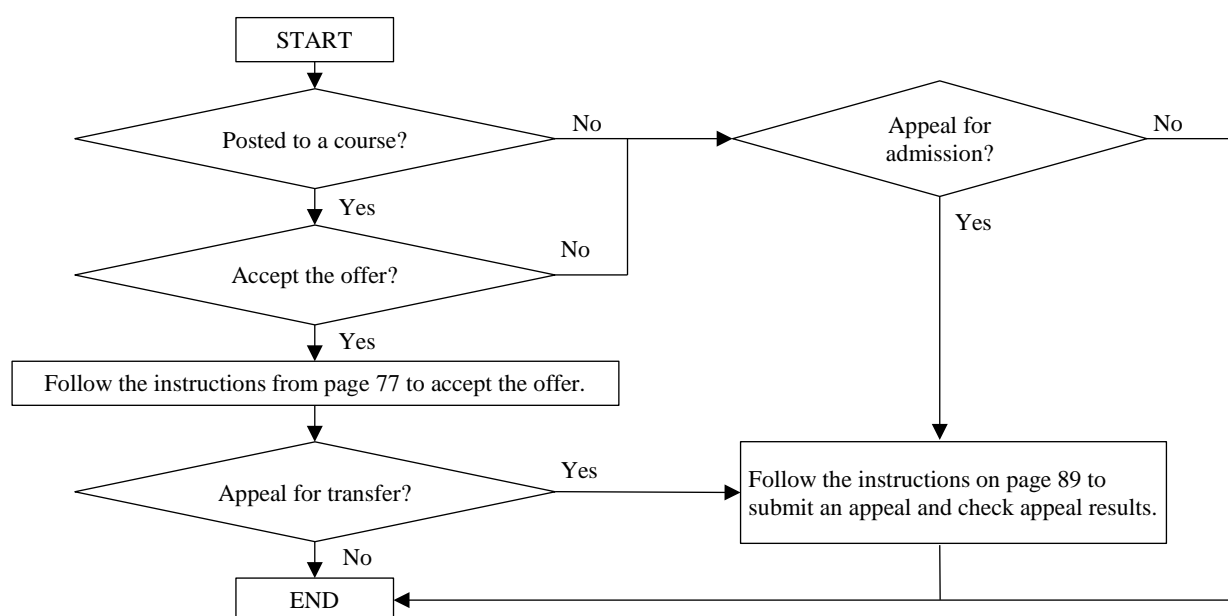 START
Posted to a course?
No
Appeal for
admission?
No
Yes
Yes
Accept the offer?
No
Yes
Follow the instructions from page 77 to accept the offer.
Appeal for transfer?
Yes
Follow the instructions on page 89 to
submit an appeal and check appeal results.
No
END